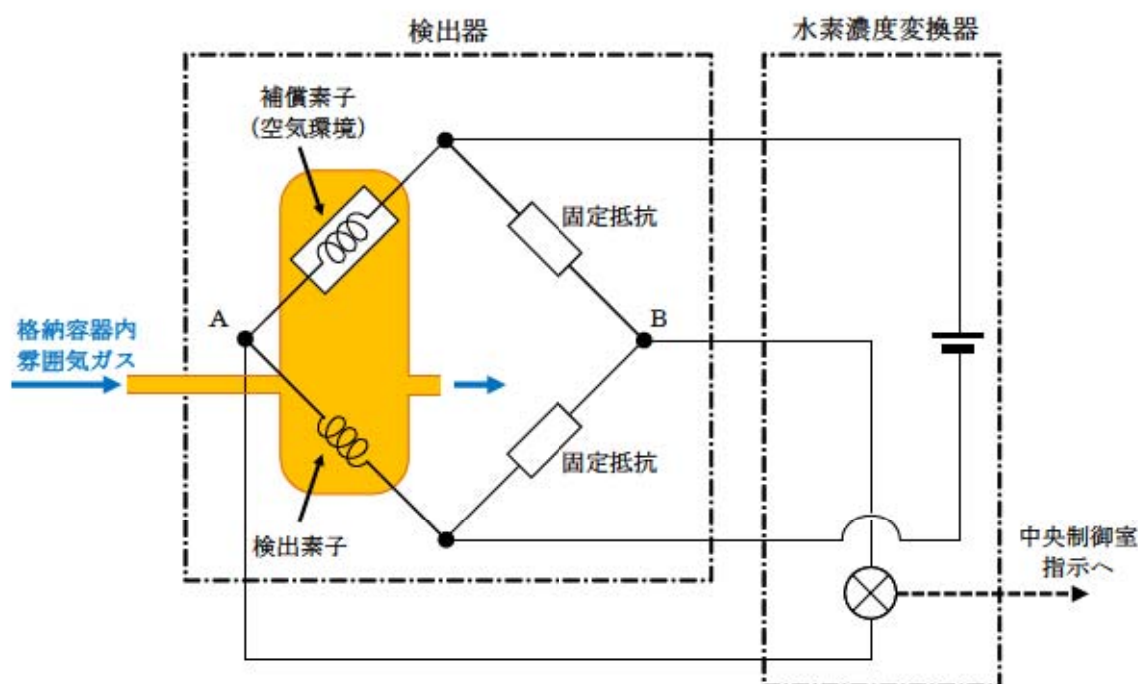 検出器
水素濃度変換器
補償素子
(空気環境)
固定抵抗
A
B
格納容器内
雰囲気ガス
固定抵抗
検出素子
中央制御室
指示へ